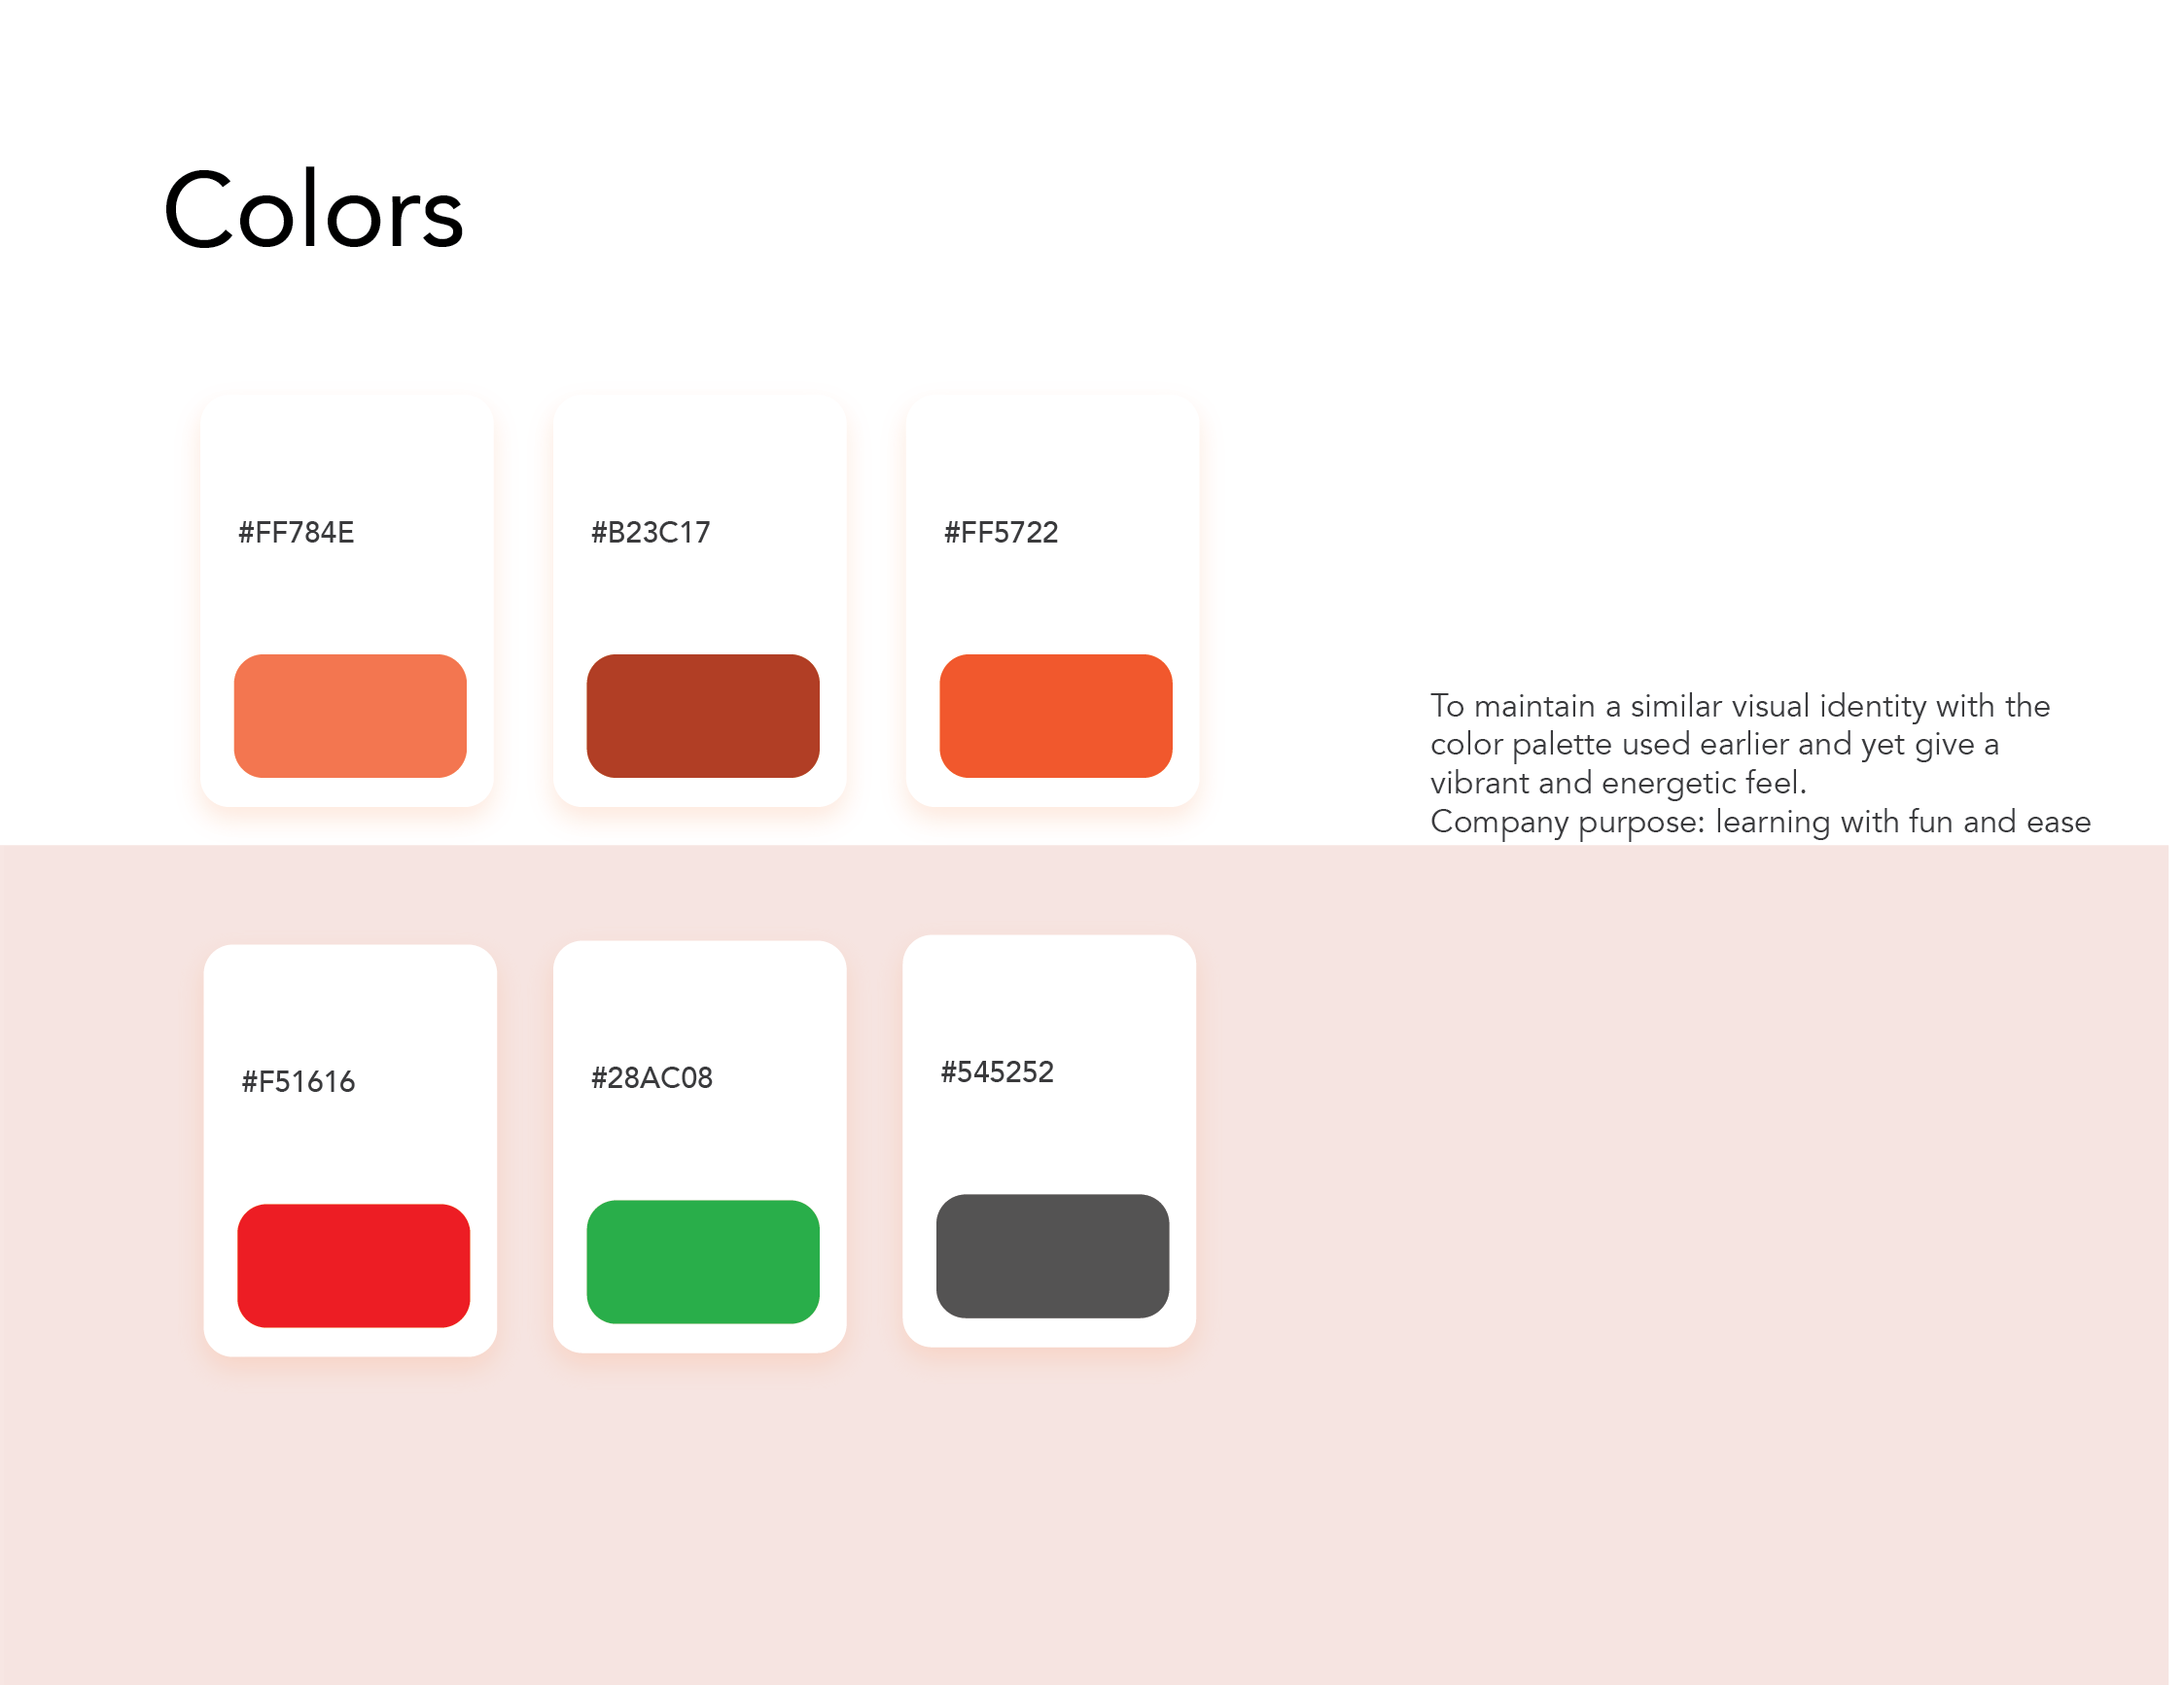 Colors
#FF784E
#B23C17
#FF5722
To maintain a similar visual identity with the
color palette used earlier and yet give a
vibrant and energetic feel.
Company purpose: learning with fun and ease
#F51616
#28AC08
#545252